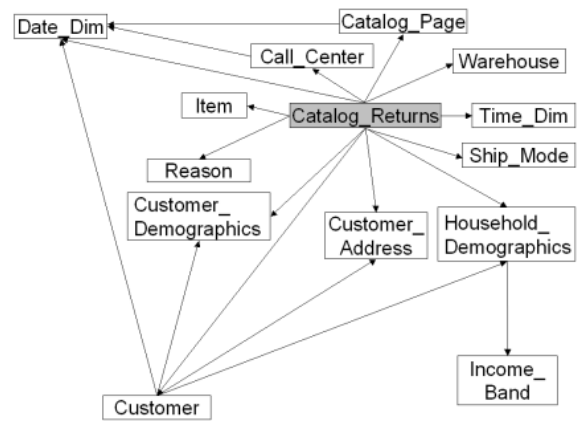 Date_Dim
Catalog_Page
Call_Center
Warehouse
Item
Catalog_Returns
Time_Dim
Ship_Mode
Reason
Customer_
Demographics
Customer_
Address
Household_
Demographics
Income_
Band
Customer